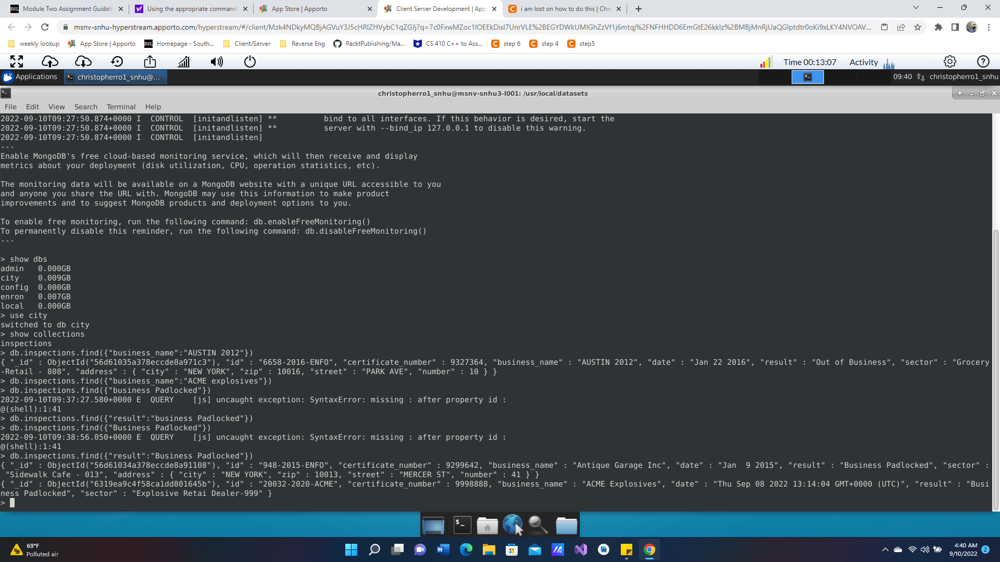 Module Two Assignment Guideli
Using the appropriate command
App Store | Apporto
Client Server Development | App
i am lost on how to do this | Che
msnv-snhu-hyperstream.apporto.com/hyperstream/#/client/
weekly lookup
App Store | Apporto
Homepage - South...
Client/Server
Reverse Eng
PacktPublishing/Ma...
CS 410 C++ to Ass...
step 6
step 4
step5
Time 00:13:07
Activity
Applications
christopherro1_snhu@...
09:40
christopherro1_snhu
christopherro1_snhu@msnv-snhu3-l001: /usr/local/datasets
File Edit View Search Terminal Help
2022-09-10T09:27:50.874+0000 I  CONTROL  [initandlisten] **          bind to all interfaces. If this behavior is desired, start the
2022-09-10T09:27:50.874+0000 I  CONTROL  [initandlisten] **          server with --bind_ip 127.0.0.1 to disable this warning.
2022-09-10T09:27:50.874+0000 I  CONTROL  [initandlisten]
---
Enable MongoDB's free cloud-based monitoring service, which will then receive and display
metrics about your deployment (disk utilization, CPU, operation statistics, etc).
The monitoring data will be available on a MongoDB website with a unique URL accessible to you
and anyone you share the URL with. MongoDB may use this information to make product
improvements and to suggest MongoDB products and deployment options to you.
To enable free monitoring, run the following command: db.enableFreeMonitoring()
To permanently disable this reminder, run the following command: db.disableFreeMonitoring()
---
> show dbs
admin   0.000GB
city    0.009GB
config  0.000GB
enron   0.007GB
local   0.000GB
> use city
switched to db city
> show collections
inspections
> db.inspections.find({"business_name":"AUSTIN 2012"})
{ "_id" : ObjectId("56d61035a378eccde8a971c3"), "id" : "6658-2016-ENFO", "certificate_number" : 9327364, "business_name" : "AUSTIN 2012", "date" : "Jan 22 2016", "result" : "Out of Business", "sector" : "Grocery
-Retail - 808", "address" : { "city" : "NEW YORK", "zip" : 10016, "street" : "PARK AVE", "number" : 10 } }
> db.inspections.find({"business_name":"ACME explosives"})
> db.inspections.find({"business Padlocked"})
2022-09-10T09:37:27.580+0000 E  QUERY    [js] uncaught exception: SyntaxError: missing : after property id :
@(shell):1:41
> db.inspections.find({"result":"business Padlocked"})
> db.inspections.find({"Business Padlocked"})
2022-09-10T09:38:56.050+0000 E  QUERY    [js] uncaught exception: SyntaxError: missing : after property id :
@(shell):1:41
> db.inspections.find({"result":"Business Padlocked"})
{ "_id" : ObjectId("56d61034a378eccde8a91108"), "id" : "948-2015-ENFO", "certificate_number" : 9299642, "business_name" : "Antique Garage Inc", "date" : "Jan  9 2015", "result" : "Business Padlocked", "sector" :
 "Sidewalk Cafe - 013", "address" : { "city" : "NEW YORK", "zip" : 10013, "street" : "MERCER ST", "number" : 41 } }
{ "_id" : ObjectId("6319ea9c4f58ca1dd801645b"), "id" : "20032-2020-ACME", "certificate_number" : 9998888, "business_name" : "ACME Explosives", "date" : "Thu Sep 08 2022 13:14:04 GMT+0000 (UTC)", "result" : "Busi
ness Padlocked", "sector" : "Explosive Retai Dealer-999" }
>
69°F
Polluted air
4:40 AM
9/10/2022
2